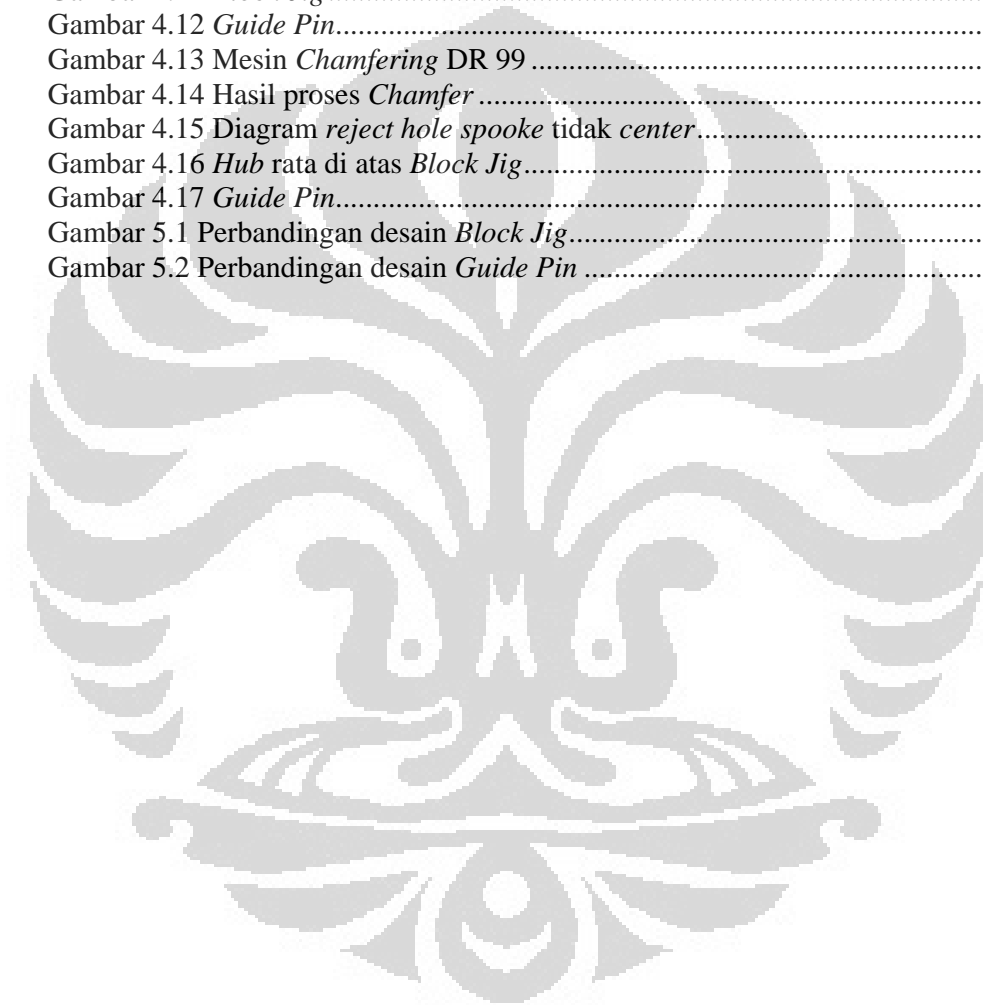 Gambar 4.12 Guide Pin........................................................................
Gambar 4.13 Mesin Chamfering DR 99 ..................................................
Gambar 4.14 Hasil proses Chamfer ........................................................
Gambar 4.15 Diagram reject hole spooke tidak center................................
Gambar 4.16 Hub rata di atas Block Jig..................................................
Gambar 4.17 Guide Pin........................................................................
Gambar 5.1 Perbandingan desain Block Jig.............................................
Gambar 5.2 Perbandingan desain Guide Pin ............................................